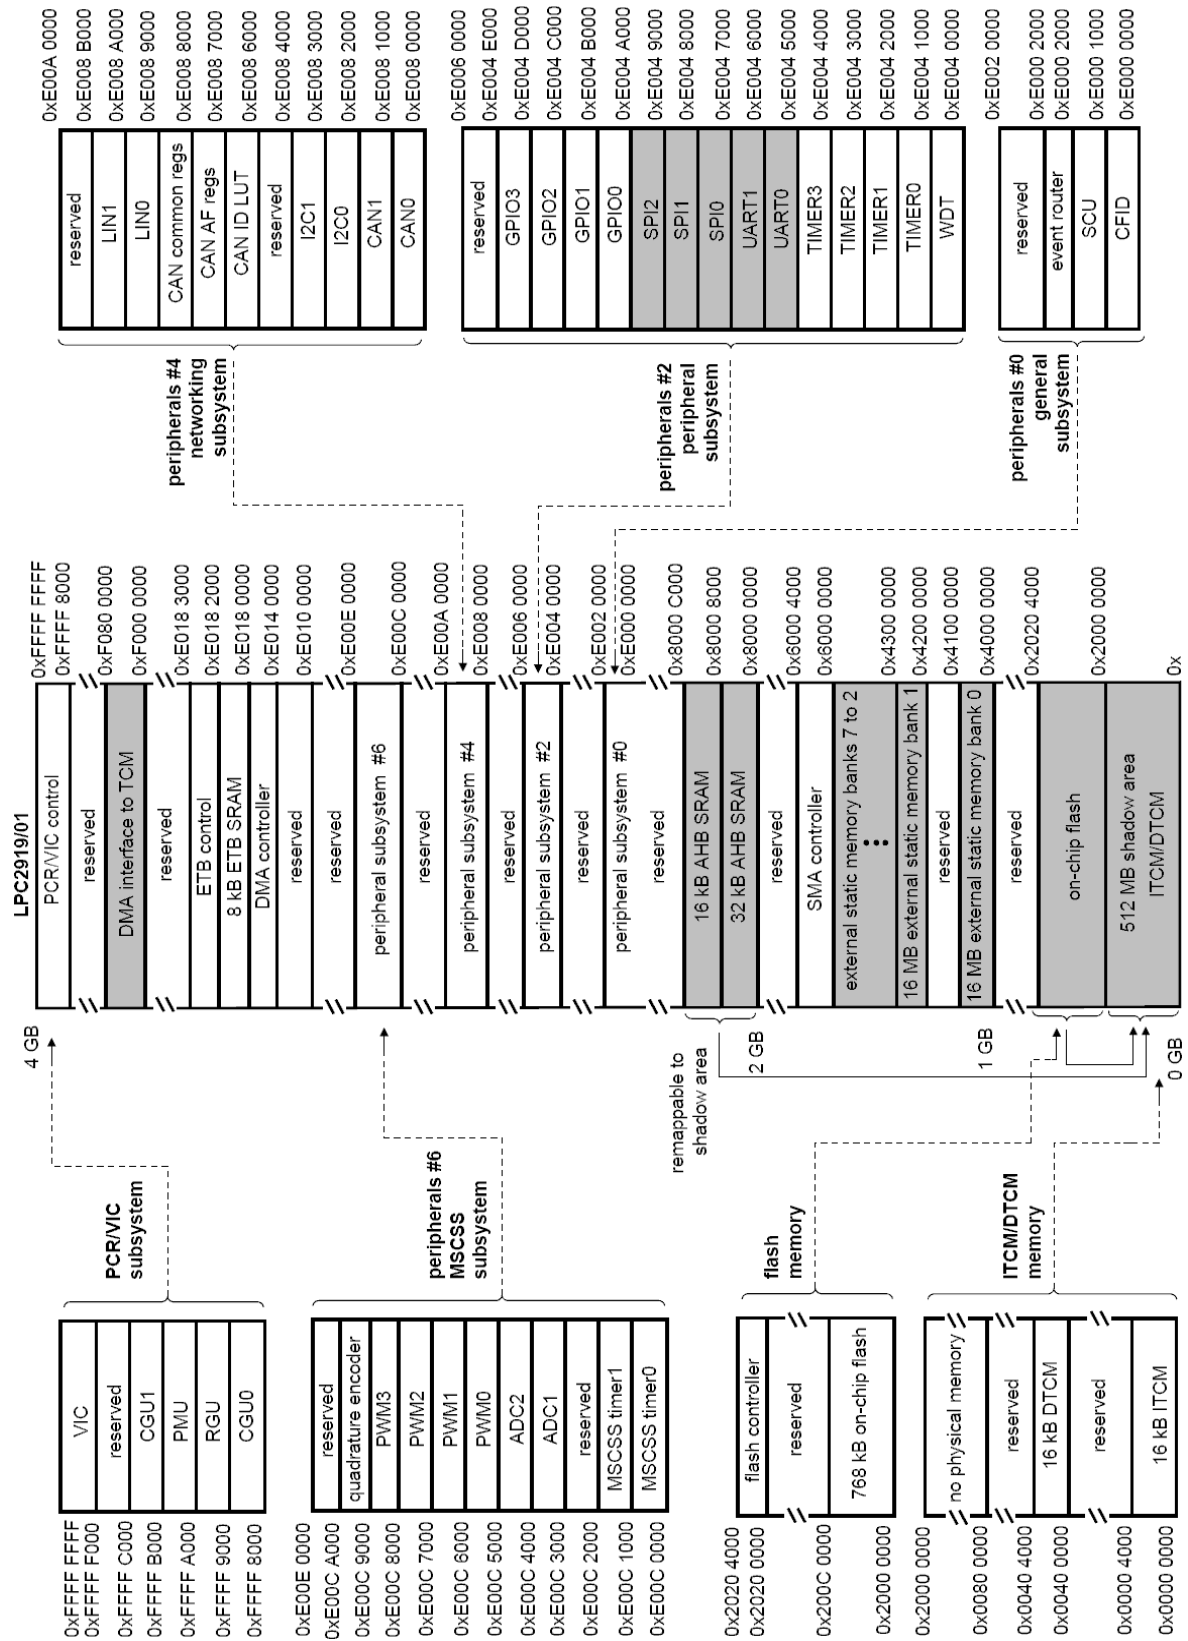 LPC2919/01
4 GB
PCR/VIC control
reserved
DMA interface to TCM
reserved
ETB control
8 kB ETB SRAM
DMA controller
reserved
reserved
peripheral subsystem #6
reserved
peripheral subsystem #4
reserved
peripheral subsystem #2
reserved
peripheral subsystem #0
reserved
16 kB AHB SRAM
32 kB AHB SRAM
reserved
SMA controller
external static memory banks 7 to 2
16 MB external static memory bank 1
reserved
16 MB external static memory bank 0
reserved
on-chip flash
512 MB shadow area
ITCM/DTCM
0xFFFF FFFF
0xFFFF 8000
0xF080 0000
0xF000 0000
0xE018 3000
0xE018 2000
0xE018 0000
0xE014 0000
0xE010 0000
0xE00E 0000
0xE00C 0000
0xE00A 0000
0xE008 0000
0xE006 0000
0xE004 0000
0xE002 0000
0xE000 0000
0x8000 C000
0x8000 8000
0x8000 0000
0x6000 4000
0x6000 0000
0x4300 0000
0x4200 0000
0x4100 0000
0x4000 0000
0x2020 4000
0x2000 0000
0x
remappable to
shadow area
2 GB
1 GB
0 GB
PCR/VIC
subsystem
VIC
reserved
CGU1
PMU
RGU
CGU0
0xFFFF FFFF
0xFFFF F000
0xFFFF C000
0xFFFF B000
0xFFFF A000
0xFFFF 9000
0xFFFF 8000
peripherals #6
MSCSS
subsystem
reserved
quadrature encoder
PWM3
PWM2
PWM1
PWM0
ADC2
ADC1
reserved
MSCSS timer1
MSCSS timer0
0xE00E 0000
0xE00C A000
0xE00C 9000
0xE00C 8000
0xE00C 7000
0xE00C 6000
0xE00C 5000
0xE00C 4000
0xE00C 3000
0xE00C 2000
0xE00C 1000
0xE00C 0000
flash
memory
flash controller
reserved
768 kB on-chip flash
0x2020 4000
0x2020 0000
0x200C 0000
0x2000 0000
ITCM/DTCM
memory
no physical memory
reserved
16 kB DTCM
reserved
16 kB ITCM
0x2000 0000
0x0080 0000
0x0040 4000
0x0040 0000
0x0000 4000
0x0000 0000
peripherals #4
networking
subsystem
reserved
LIN1
LIN0
CAN common regs
CAN AF regs
CAN ID LUT
reserved
I2C1
I2C0
CAN1
CAN0
0xE00A 0000
0xE008 B000
0xE008 A000
0xE008 9000
0xE008 8000
0xE008 7000
0xE008 6000
0xE008 4000
0xE008 3000
0xE008 2000
0xE008 1000
0xE008 0000
peripherals #2
peripheral
subsystem
reserved
GPIO3
GPIO2
GPIO1
GPIO0
SPI2
SPI1
SPI0
UART1
UART0
TIMER3
TIMER2
TIMER1
TIMER0
WDT
0xE006 0000
0xE004 E000
0xE004 D000
0xE004 C000
0xE004 B000
0xE004 A000
0xE004 9000
0xE004 8000
0xE004 7000
0xE004 6000
0xE004 5000
0xE004 4000
0xE004 3000
0xE004 2000
0xE004 1000
0xE004 0000
peripherals #0
general
subsystem
reserved
event router
SCU
CFID
0xE002 0000
0xE000 2000
0xE000 2000
0xE000 1000
0xE000 0000